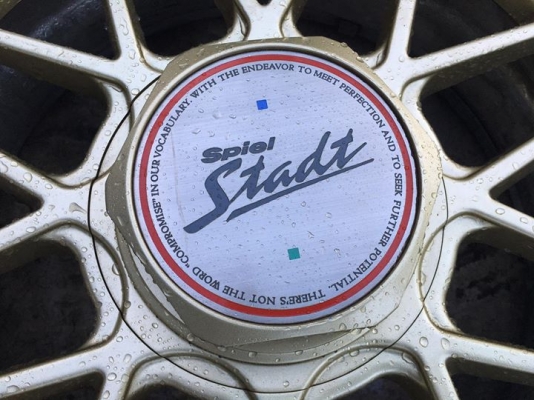 Spiel
Stadt
WITH THE ENDEAVOR TO MEET PERFECTION AND TO SEEK FURTHER POTENTIAL. THERE'S NOT THE WORD "COMPROMISE" IN OUR VOCABULARY.